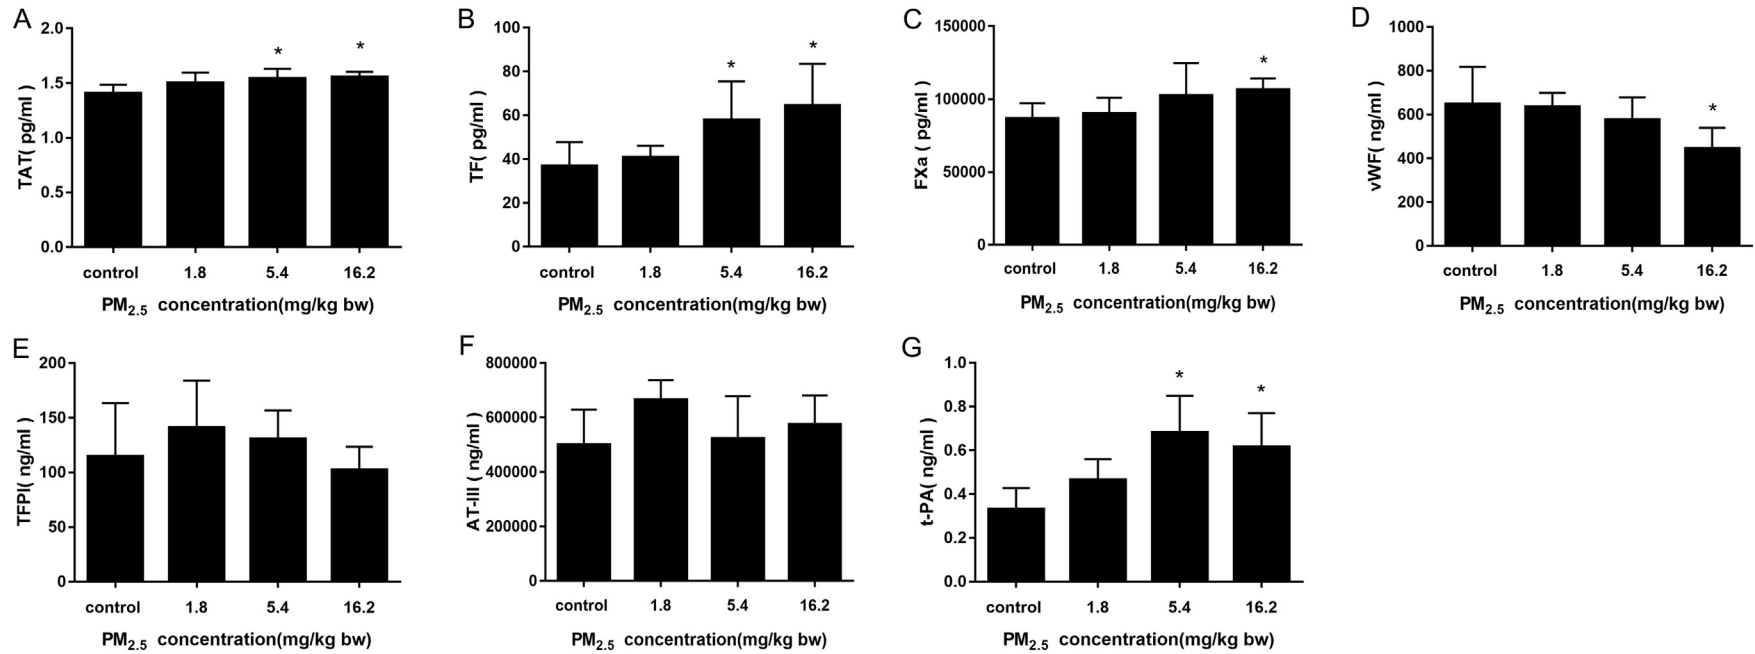 A
TAT( pg/ml )
2.0
1.5
1.0
0.5
0.0
*
*
control 1.8 5.4 16.2
PM2.5 concentration(mg/kg bw)
B
TF( pg/ml )
100
80
60
40
20
0
*
*
control 1.8 5.4 16.2
PM2.5 concentration(mg/kg bw)
C
FXa ( pg/ml )
150000
100000
50000
0
*
control 1.8 5.4 16.2
PM2.5 concentration(mg/kg bw)
D
vWF( ng/ml )
1000
800
600
400
200
0
*
control 1.8 5.4 16.2
PM2.5 concentration(mg/kg bw)
E
TFPI( ng/ml )
200
150
100
50
0
control 1.8 5.4 16.2
PM2.5 concentration(mg/kg bw)
F
AT-III ( ng/ml )
800000
600000
400000
200000
0
control 1.8 5.4 16.2
PM2.5 concentration(mg/kg bw)
G
t-PA( ng/ml )
1.0
0.8
0.6
0.4
0.2
0.0
*
*
control 1.8 5.4 16.2
PM2.5 concentration(mg/kg bw)